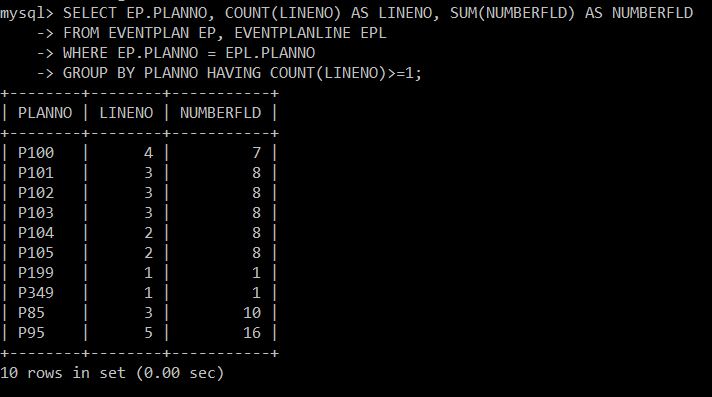 mysql> SELECT EP.PLANNO, COUNT(LINENO) AS LINENO, SUM(NUMBERFLD) AS NUMBERFLD
    -> FROM EVENTPLAN EP, EVENTPLANLINE EPL
    -> WHERE EP.PLANNO = EPL.PLANNO
    -> GROUP BY PLANNO HAVING COUNT(LINENO)>=1;
+--------+--------+-----------+
| PLANNO | LINENO | NUMBERFLD |
+--------+--------+-----------+
| P100   |      4 |         7 |
| P101   |      3 |         8 |
| P102   |      3 |         8 |
| P103   |      3 |         8 |
| P104   |      2 |         8 |
| P105   |      2 |         8 |
| P199   |      1 |         1 |
| P349   |      1 |         1 |
| P85    |      3 |        10 |
| P95    |      5 |        16 |
+--------+--------+-----------+
10 rows in set (0.00 sec)